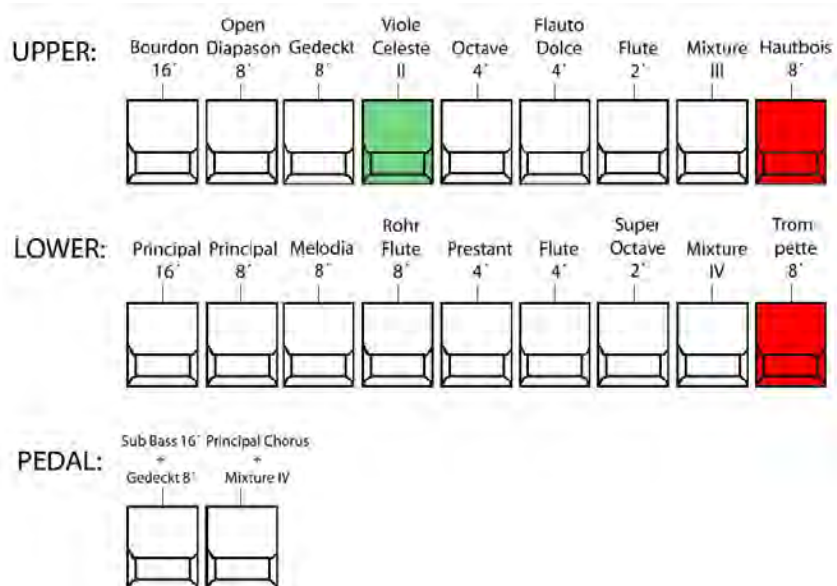 UPPER:
Bourdon 16´
Open Diapason 8´
Gedeckt 8´
Viole Celeste II
Octave 4´
Flauto Dolce 4´
Flute 2´
Mixture III
Hautbois 8´
LOWER:
Principal 16´
Principal 8´
Melodia 8´
Rohr Flute 8´
Prestant 4´
Flute 4´
Super Octave 2´
Mixture IV
Trom pette 8´
PEDAL:
Sub Bass 16´ + Gedeckt 8´
Principal Chorus + Mixture IV